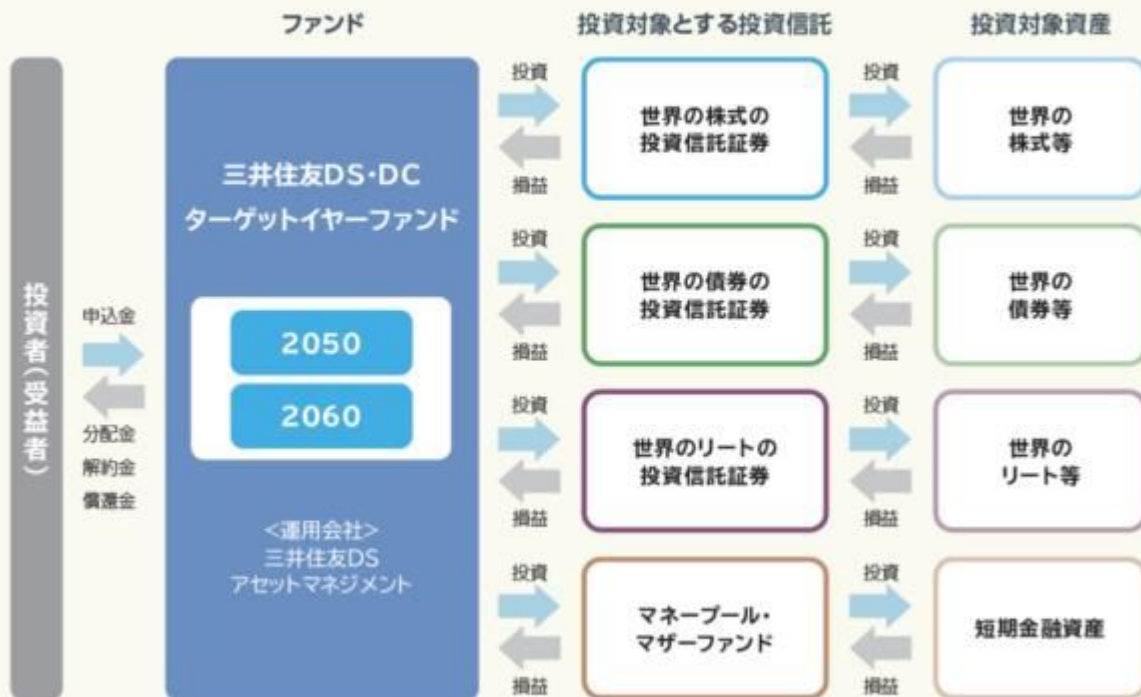 ファンド
投資対象とする投資信託
投資対象資産
投資者(受益者)
申込金
分配金
解約金
償還金
三井住友DS・DC
ターゲットイヤーファンド
2050
2060
<運用会社>
三井住友DS
アセットマネジメント
投資
損益
世界の株式の
投資信託証券
投資
損益
世界の
株式等
投資
損益
世界の債券の
投資信託証券
投資
損益
世界の
債券等
投資
損益
世界のリートの
投資信託証券
投資
損益
世界の
リート等
投資
損益
マネープール・
マザーファンド
投資
損益
短期金融資産